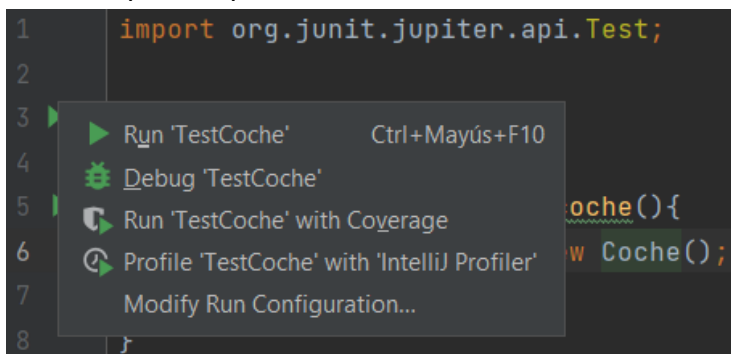 1 import org.junit.jupiter.api.Test;
2
3
Run 'TestCoche' Ctrl+Mayús+F10
4
Debug 'TestCoche'
5 oche(){
Run 'TestCoche' with Coverage
6 w Coche();
Profile 'TestCoche' with 'IntelliJ Profiler'
7
Modify Run Configuration...
8 }